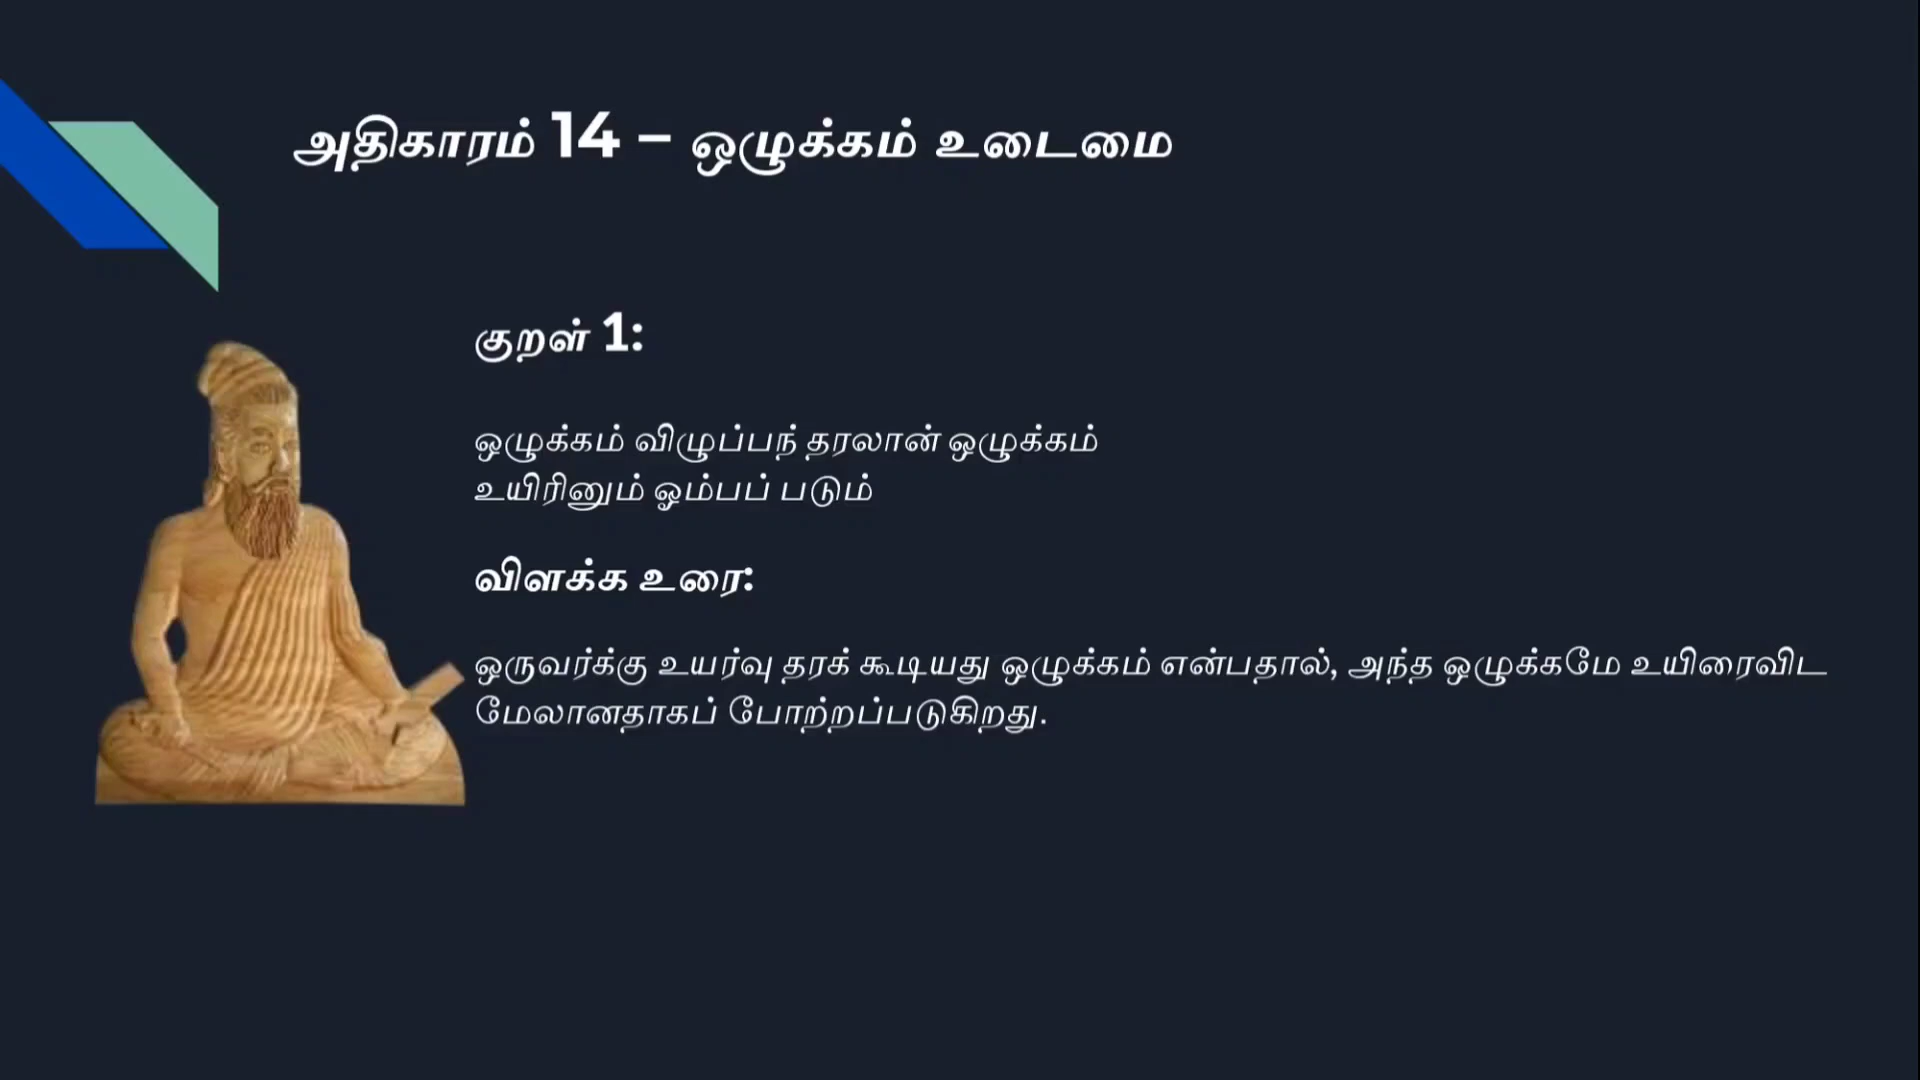 அதிகாரம் 14 – ஒழுக்கம் உடைமை
குறள் 1:
ஒழுக்கம் விழுப்பந் தரலான் ஒழுக்கம்
உயிரினும் ஓம்பப் படும்
விளக்க உரை:
ஒருவர்க்கு உயர்வு தரக் கூடியது ஒழுக்கம் என்பதால், அந்த ஒழுக்கமே உயிரைவிட
மேலானதாகப் போற்றப்படுகிறது.